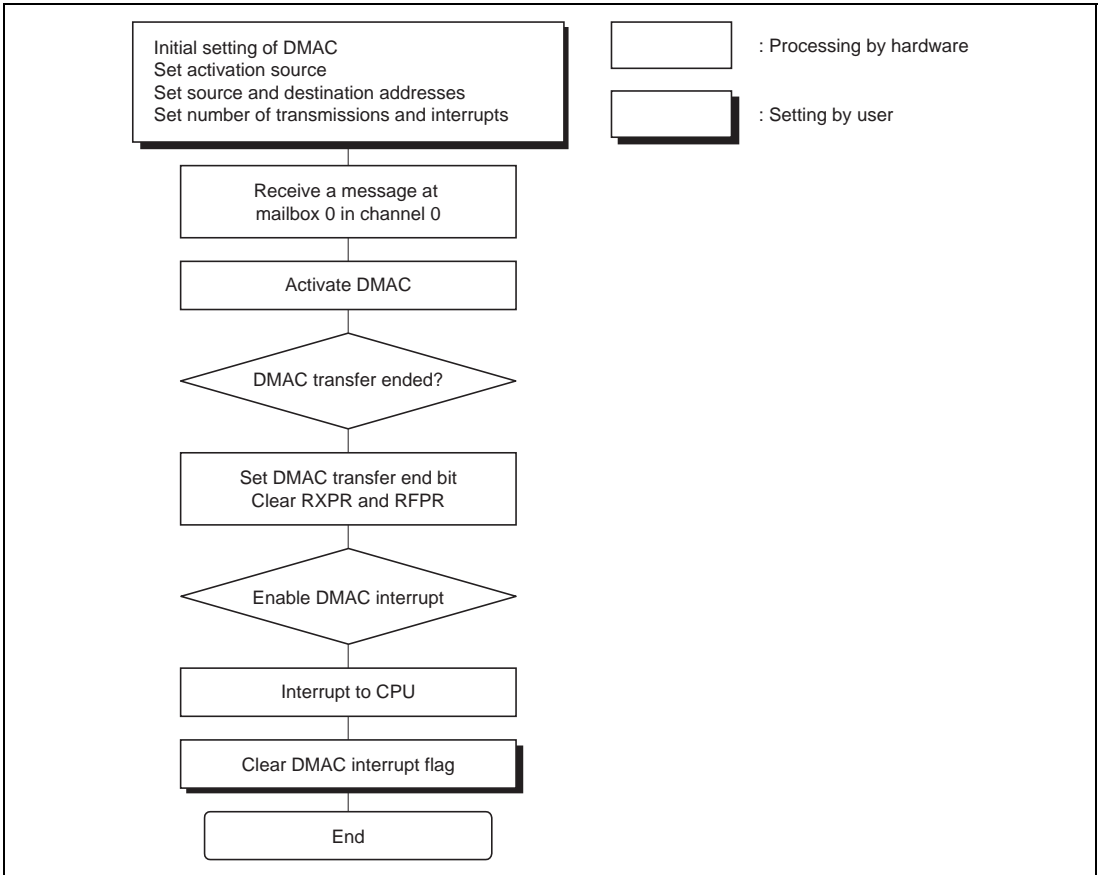 Initial setting of DMAC
Set activation source
Set source and destination addresses
Set number of transmissions and interrupts
: Processing by hardware
: Setting by user
Receive a message at
mailbox 0 in channel 0
Activate DMAC
DMAC transfer ended?
Set DMAC transfer end bit
Clear RXPR and RFPR
Enable DMAC interrupt
Interrupt to CPU
Clear DMAC interrupt flag
End